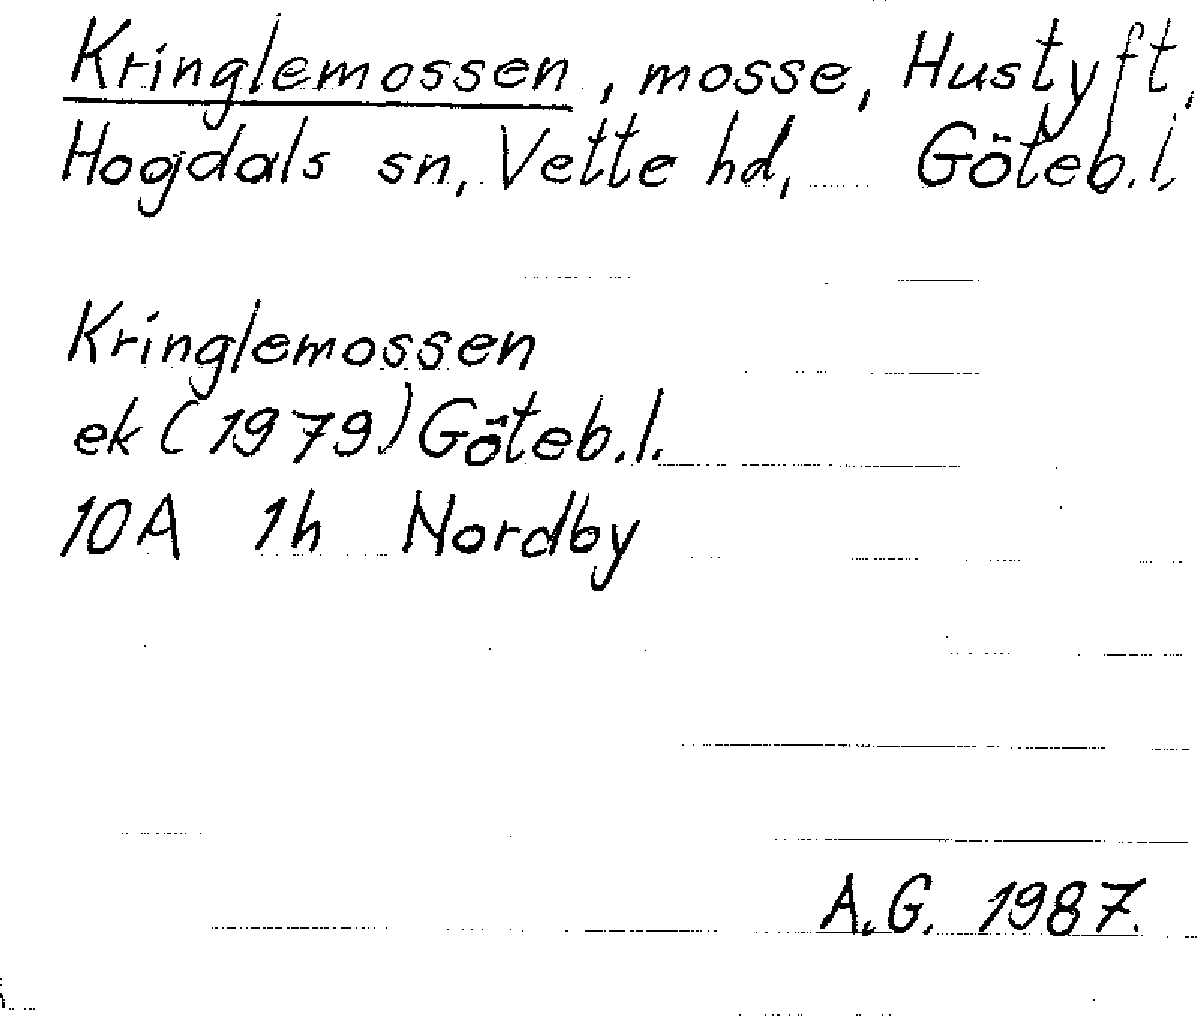 Kringlemossen, mosse, Hustyft,
Hogdals sn, Vette hd, Göteb.l.
Kringlemossen
ek (1979) Göteb.l.
10A 1h Nordby
A.G. 1987.